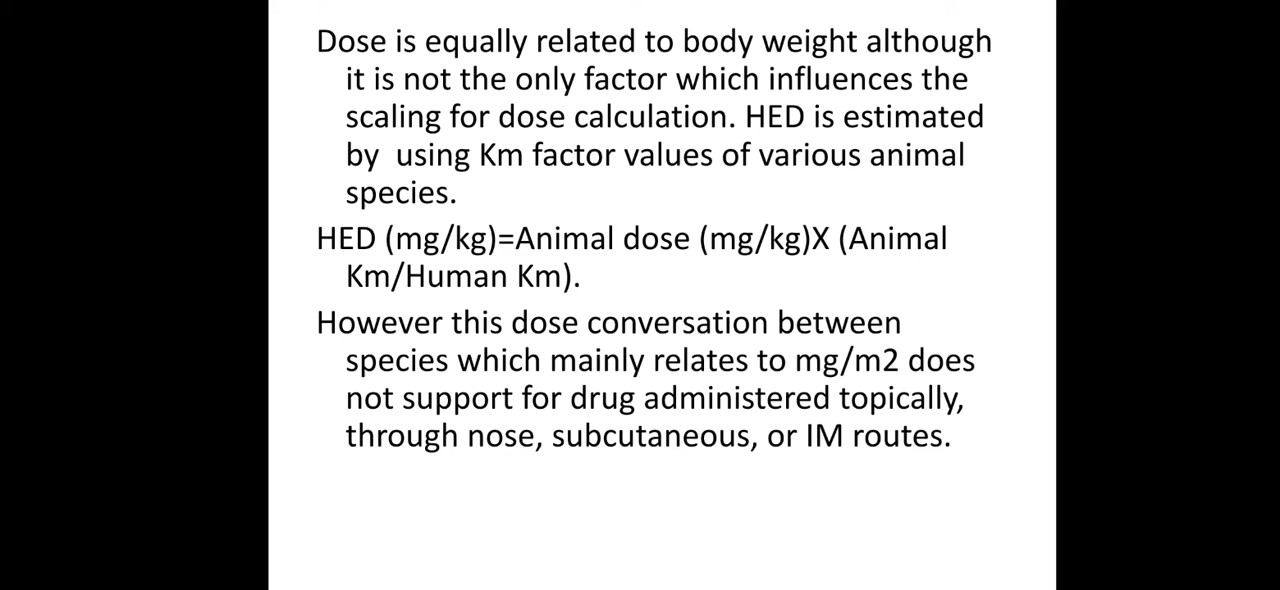 Dose is equally related to body weight although
it is not the only factor which influences the
scaling for dose calculation. HED is estimated
by  using Km factor values of various animal
species.
HED (mg/kg)=Animal dose (mg/kg)X (Animal
Km/Human Km).
However this dose conversation between
species which mainly relates to mg/m2 does
not support for drug administered topically,
through nose, subcutaneous, or IM routes.